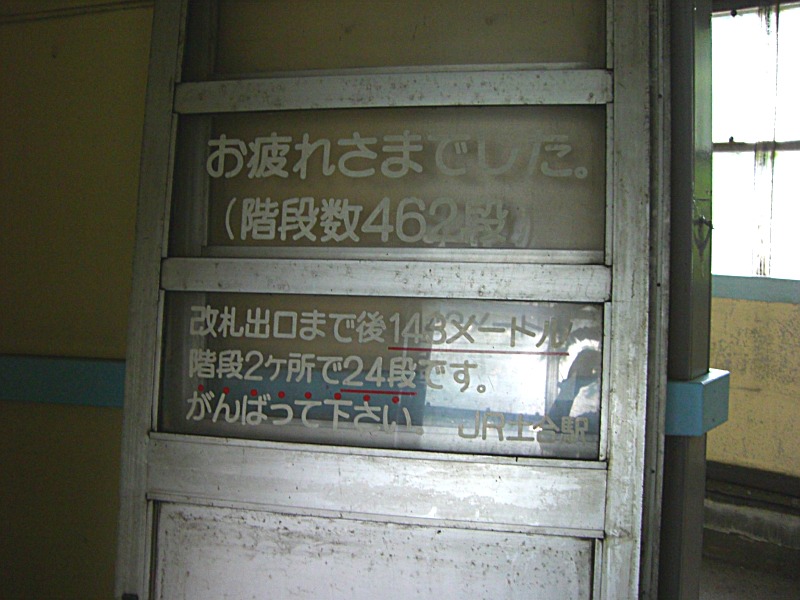 お疲れさまでした。
（階段数462段）
改札出口まで後143メートル
階段2ヶ所で24段です。
がんばって下さい。 JR土合駅